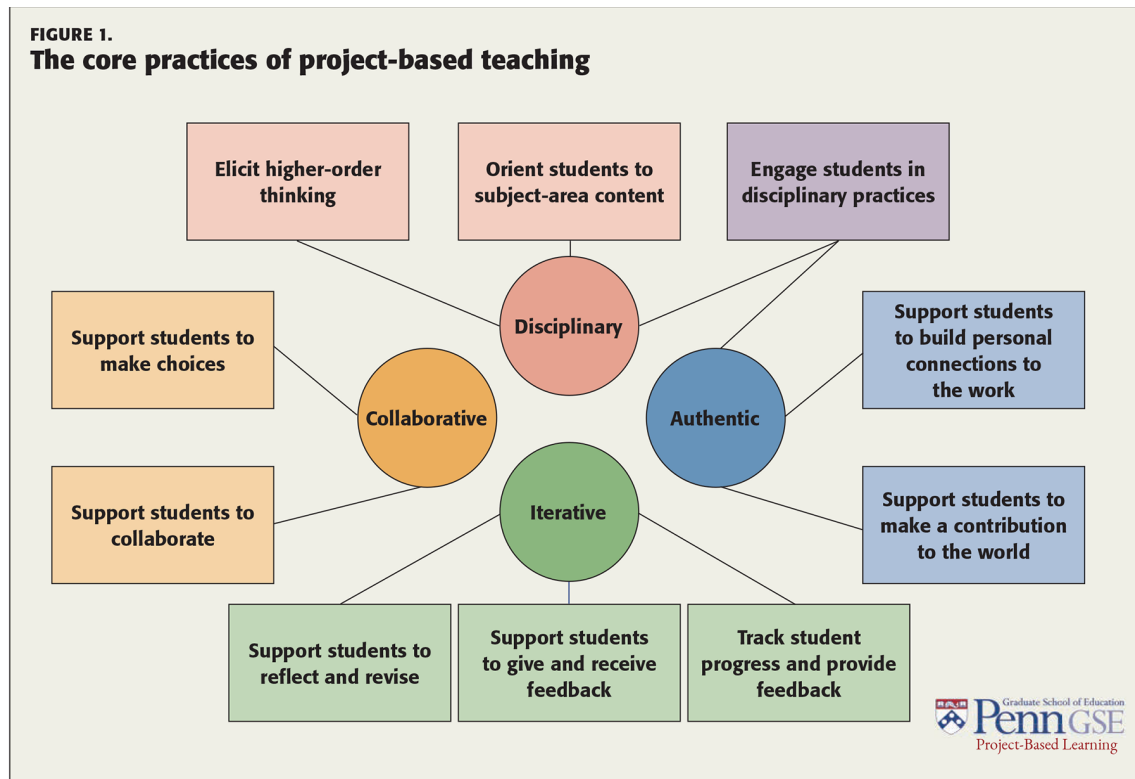 FIGURE 1.
The core practices of project-based teaching
Elicit higher-order
thinking
Orient students to
subject-area content
Engage students in
disciplinary practices
Disciplinary
Support students to
make choices
Collaborative
Authentic
Support students
to build personal
connections to
the work
Support students to
collaborate
Iterative
Support students to
make a contribution
to the world
Support students to
reflect and revise
Support students
to give and receive
feedback
Track student
progress and provide
feedback
Graduate School of Education
Penn GSE
Project-Based Learning